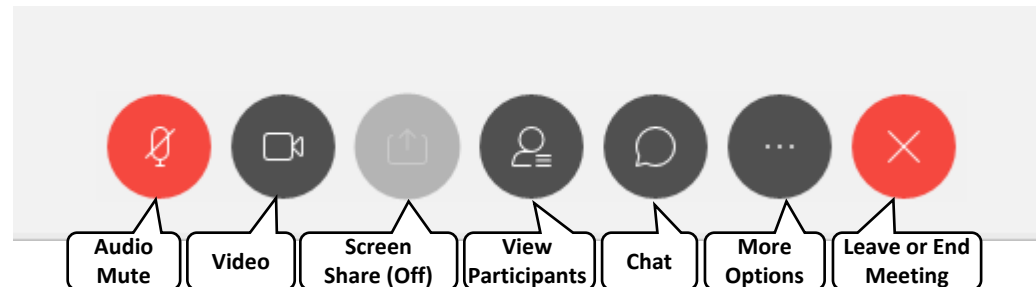 Audio
Mute
Video
Screen
Share (Off)
View
Participants
Chat
More
Options
Leave or End
Meeting